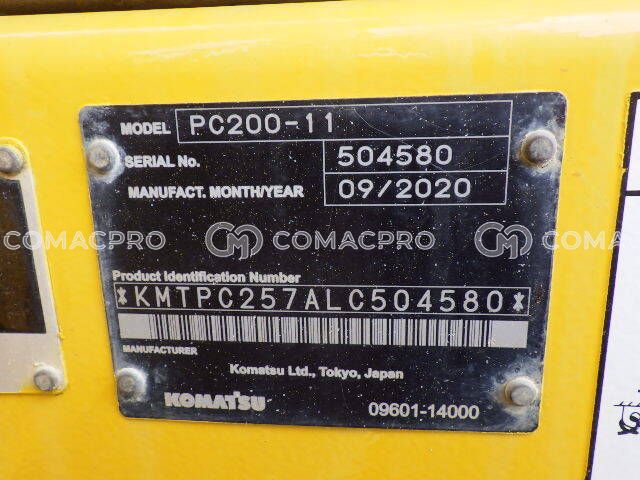 MODEL PC200-11
SERIAL No. 504580
MANUFACT. MONTH/YEAR 09/2020
COMACPRO COMACPRO COMACPRO
Product Identification Number
*KMTPC257ALC504580*
MANUFACTURER
Komatsu Ltd., Tokyo, Japan
KOMATSU 09601-14000